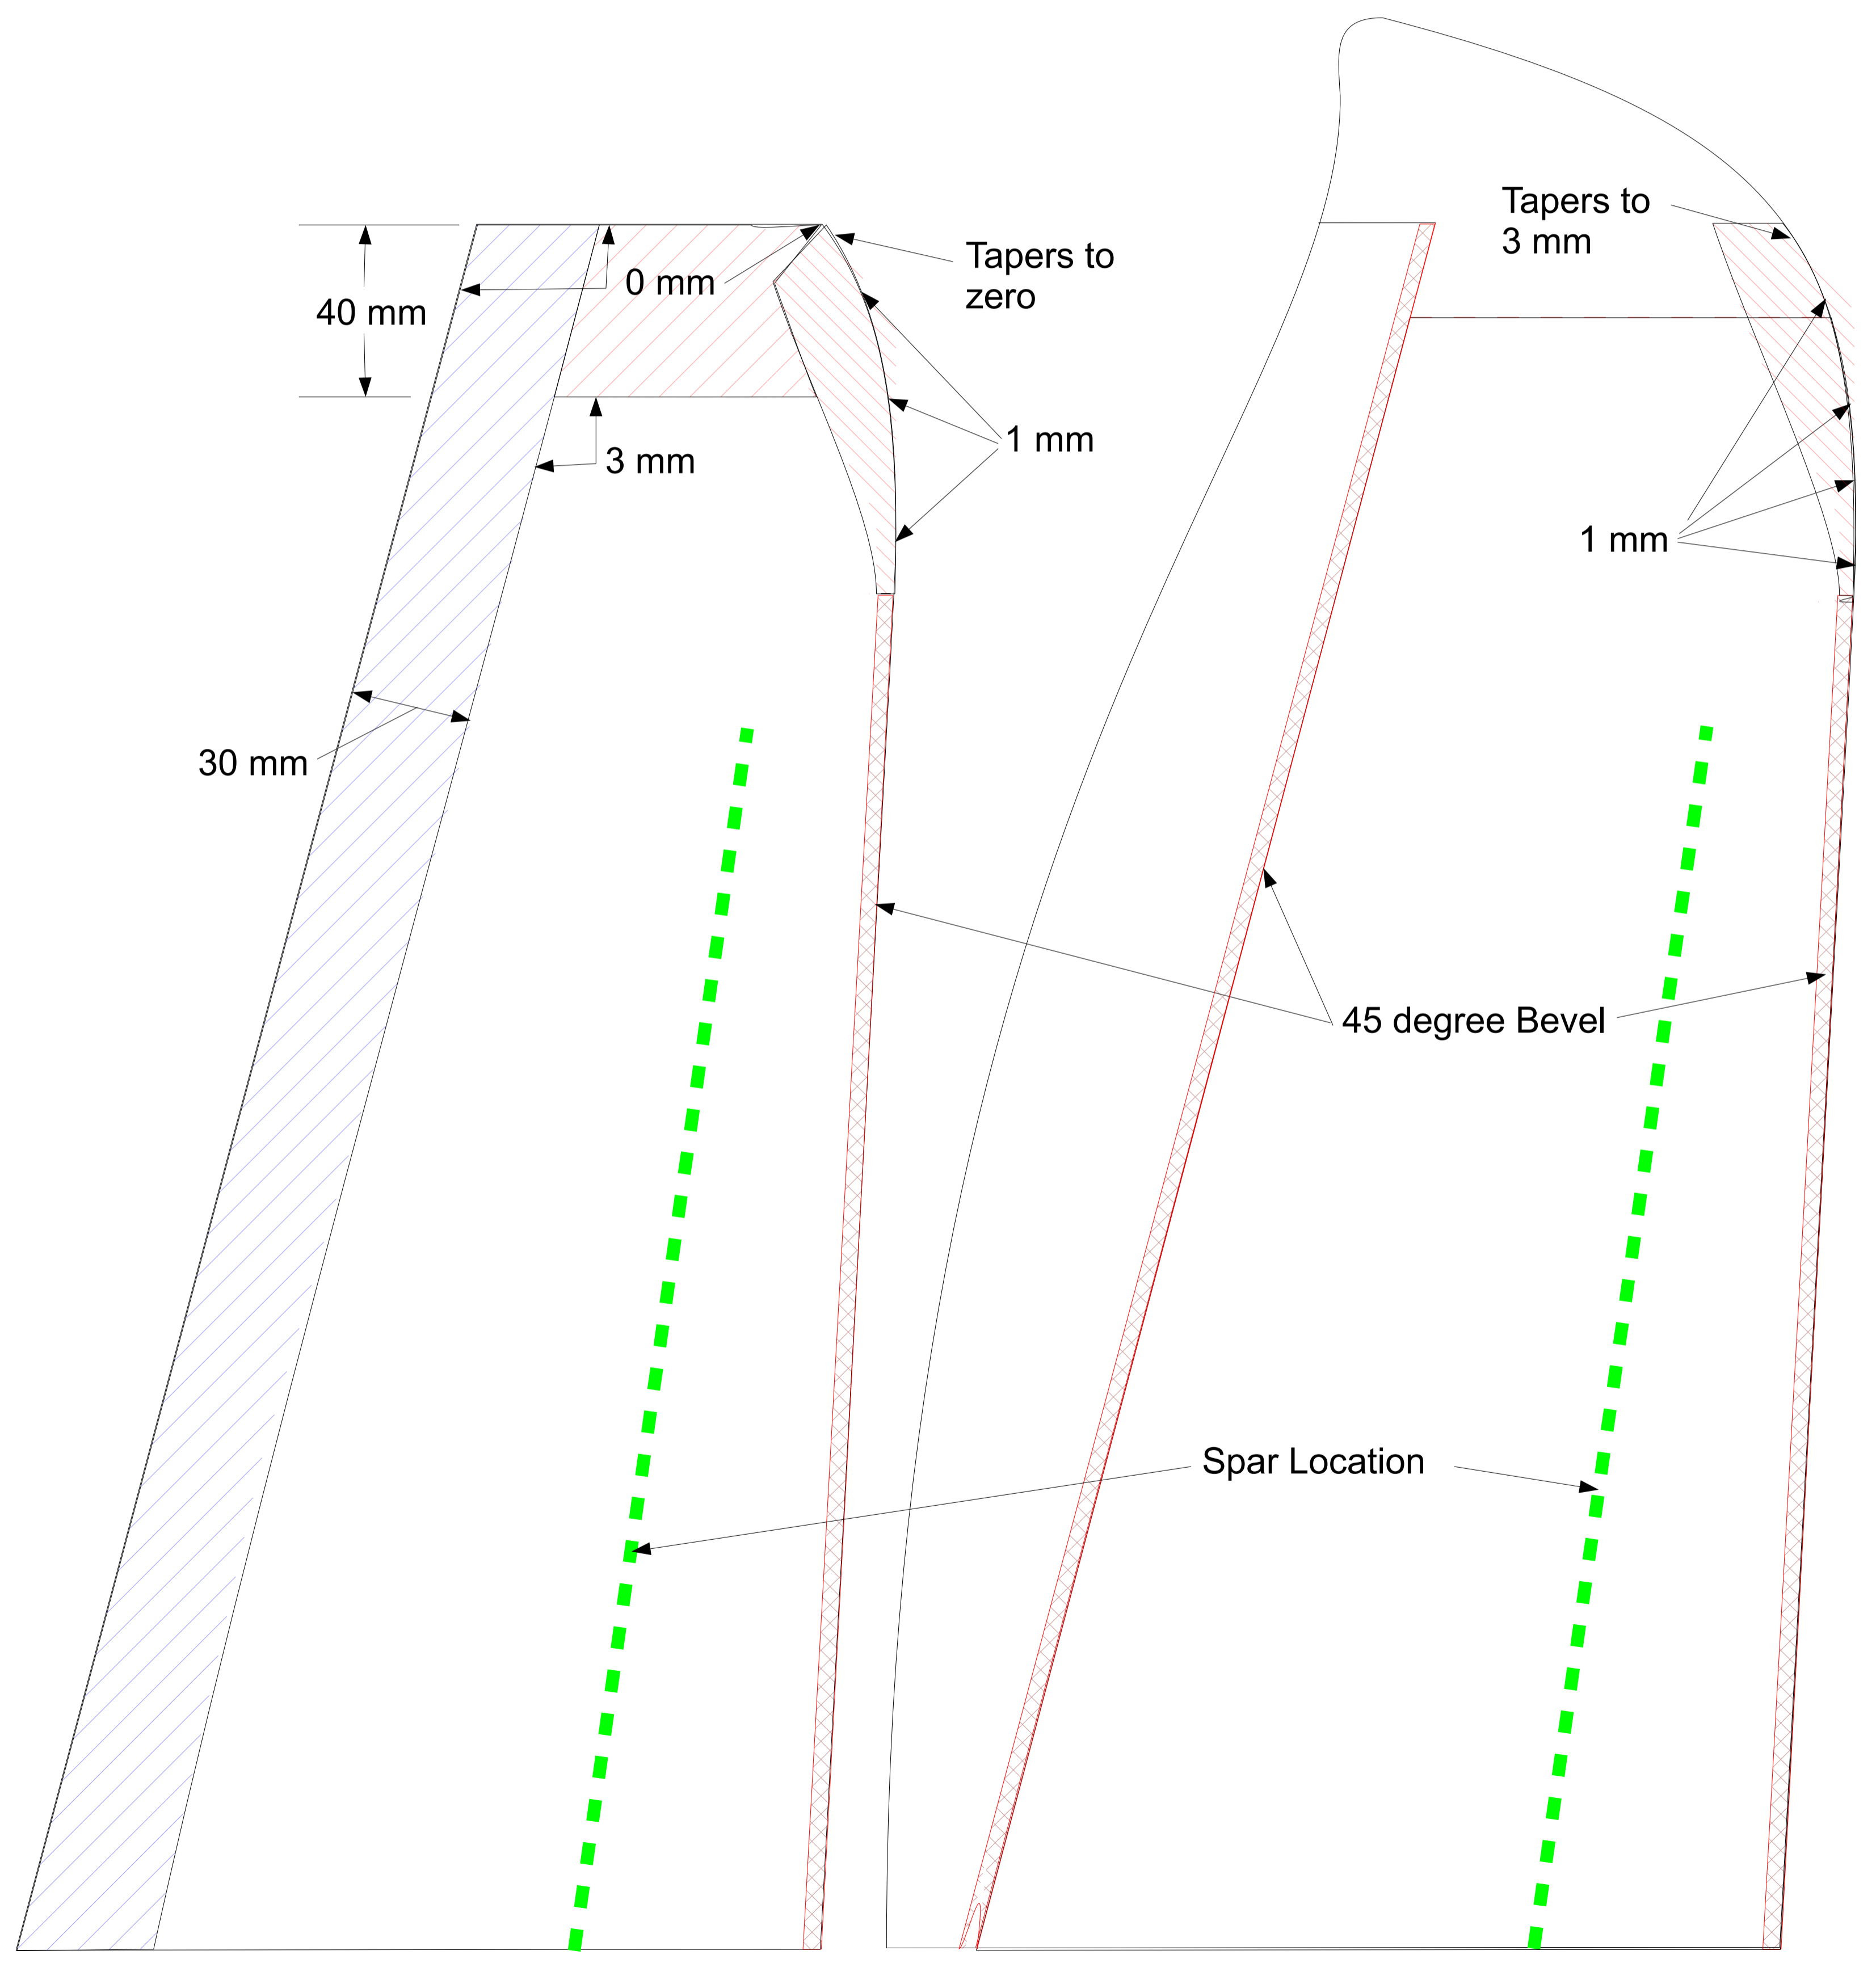 Tapers to
3 mm
Tapers to
zero
0 mm
40 mm
1 mm
3 mm
1 mm
30 mm
45 degree Bevel
Spar Location